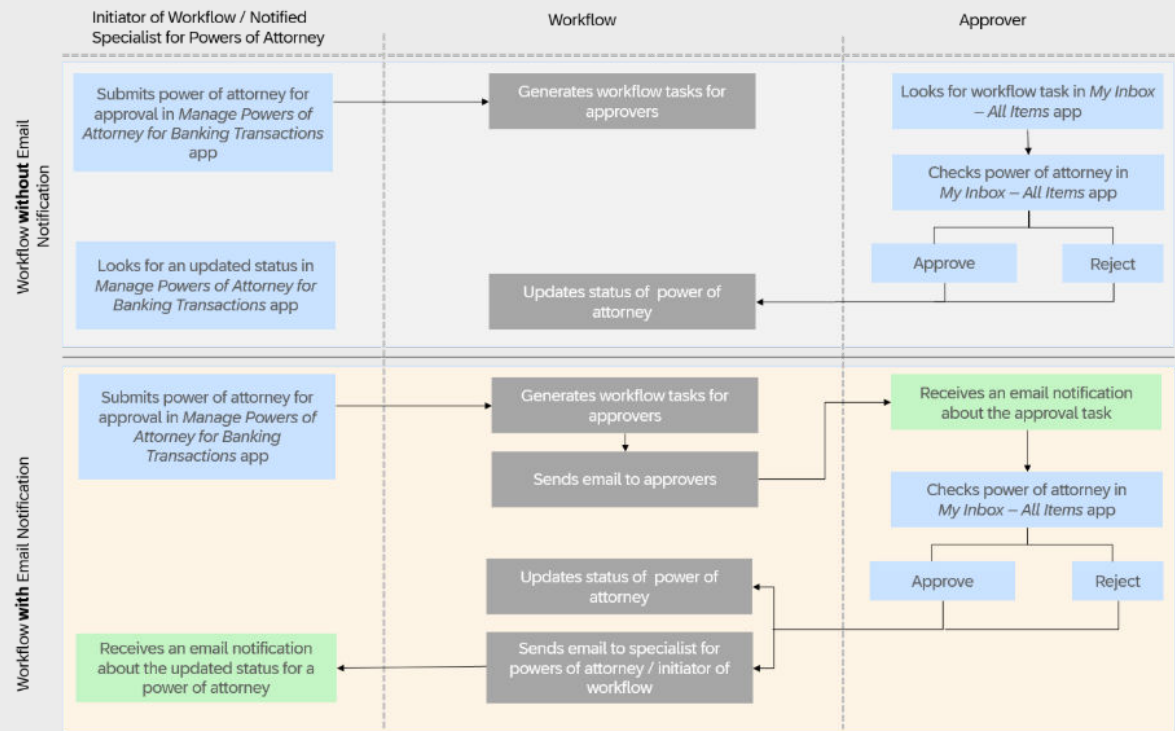 Initiator of Workflow / Notified
Specialist for Powers of Attorney
Workflow
Approver
Workflow without Email
Notification
Submits power of attorney for
approval in Manage Powers of
Attorney for Banking Transactions
app
Generates workflow tasks for
approvers
Looks for workflow task in My Inbox
– All Items app
Checks power of attorney in
My Inbox – All Items app
Approve
Reject
Looks for an updated status in
Manage Powers of Attorney for
Banking Transactions app
Updates status of power of
attorney
Workflow with Email Notification
Submits power of attorney for
approval in Manage Powers of
Attorney for Banking
Transactions app
Generates workflow tasks for
approvers
Sends email to approvers
Receives an email notification
about the approval task
Checks power of attorney in
My Inbox – All Items app
Approve
Reject
Updates status of power of
attorney
Sends email to specialist for
powers of attorney / initiator of
workflow
Receives an email notification
about the updated status for a
power of attorney